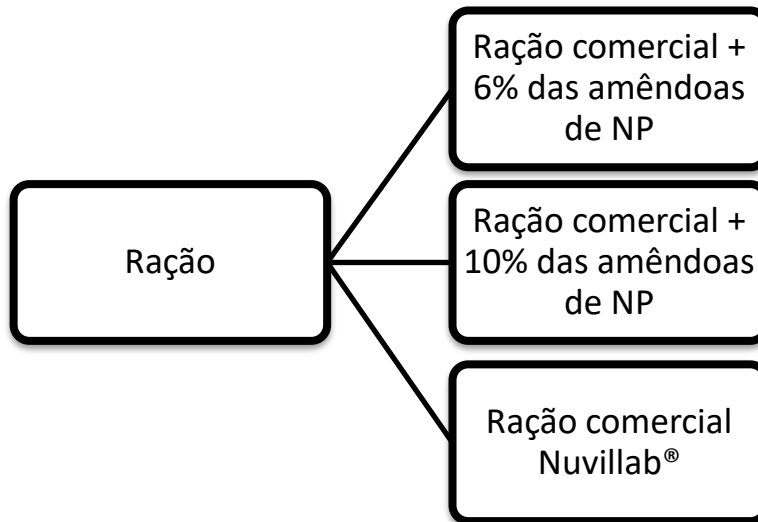 Ração comercial +
6% das amêndoas
de NP
Ração
Ração comercial +
10% das amêndoas
de NP
Ração comercial
Nuvillab®